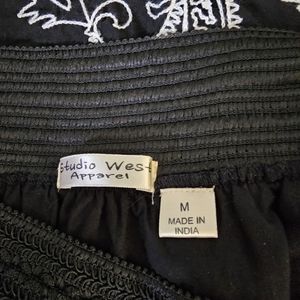 Studio West
Apparel
M
MADE IN
INDIA